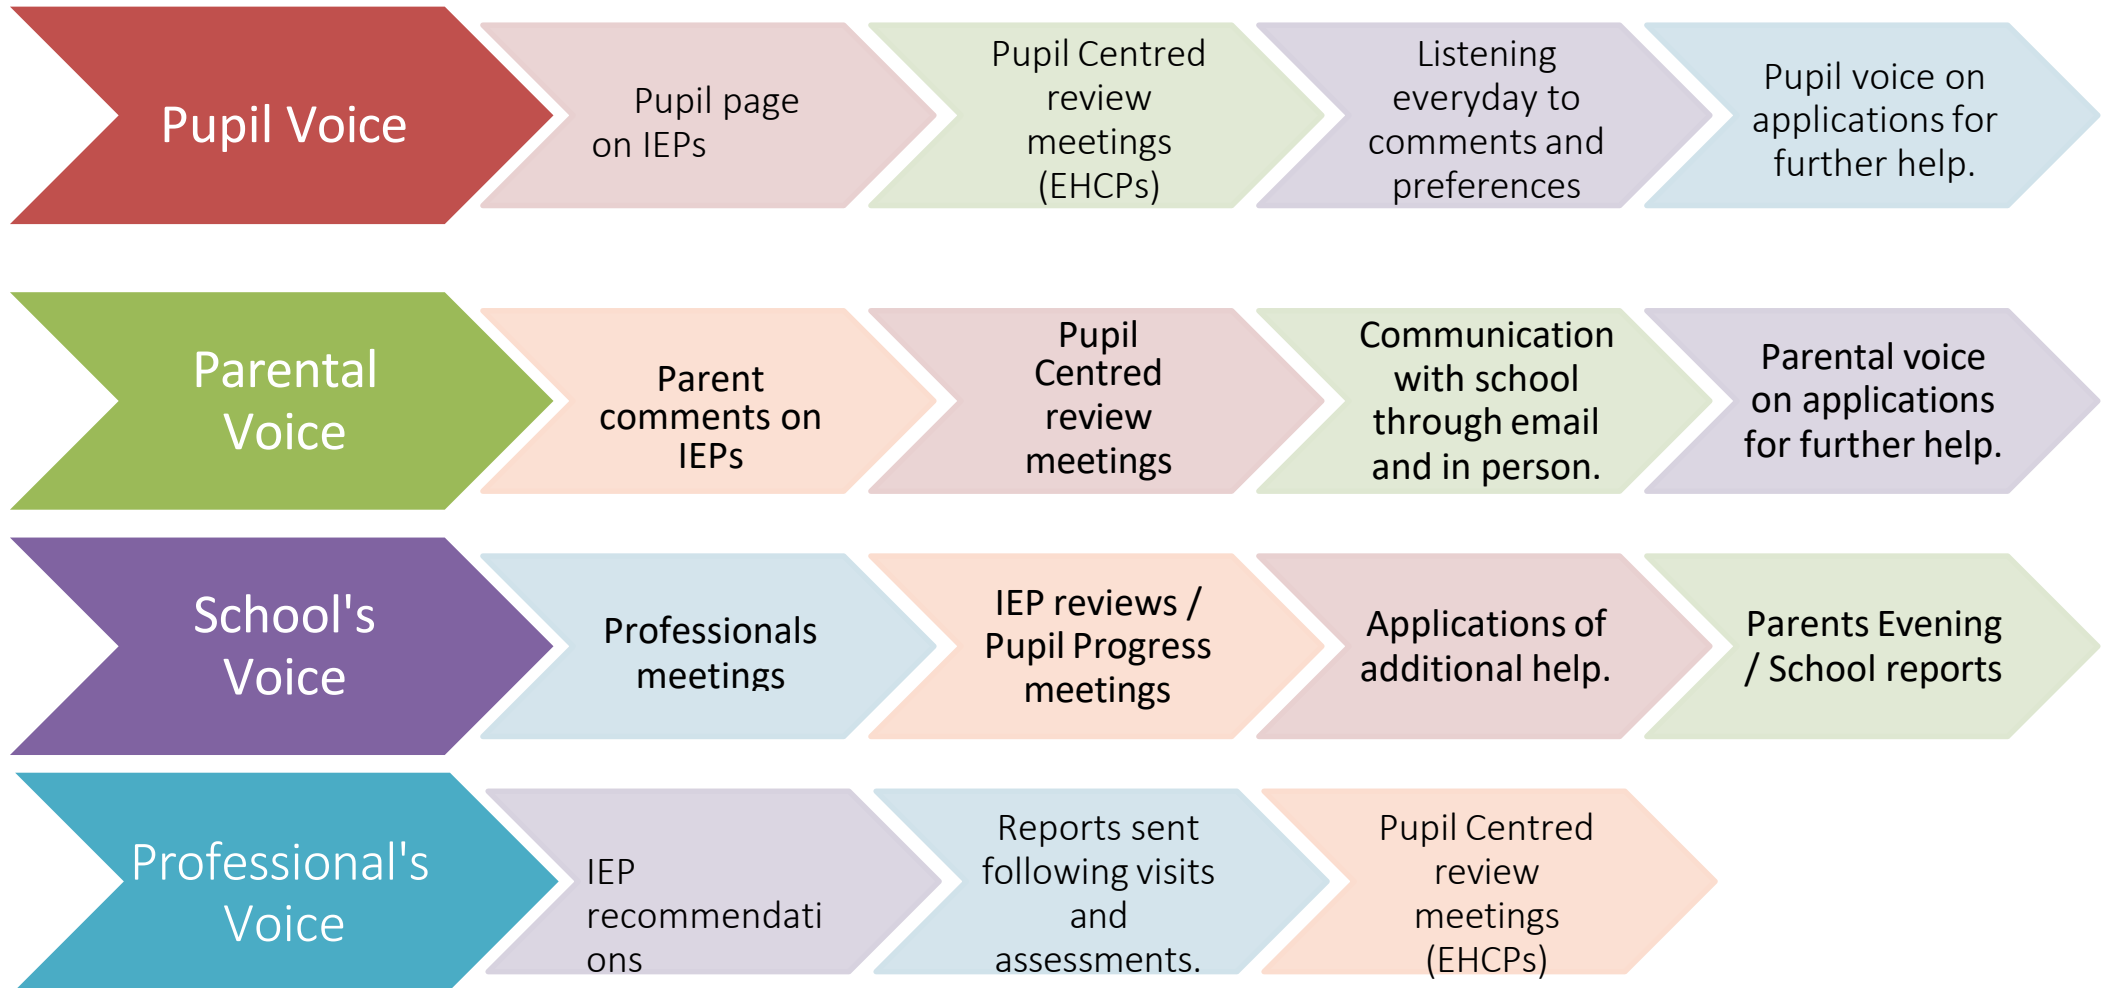 Pupil Voice
Pupil page
on IEPs
Pupil Centred
review
meetings
(EHCPs)
Listening
everyday to
comments and
preferences
Pupil voice on
applications for
further help.
Parental
Voice
Parent
comments on
IEPs
Pupil
Centred
review
meetings
Communication
with school
through email
and in person.
Parental voice
on applications
for further help.
School's
Voice
Professionals
meetings
IEP reviews /
Pupil Progress
meetings
Applications of
additional help.
Parents Evening
/ School reports
Professional's
Voice
IEP
recommendati
ons
Reports sent
following visits
and
assessments.
Pupil Centred
review
meetings
(EHCPs)